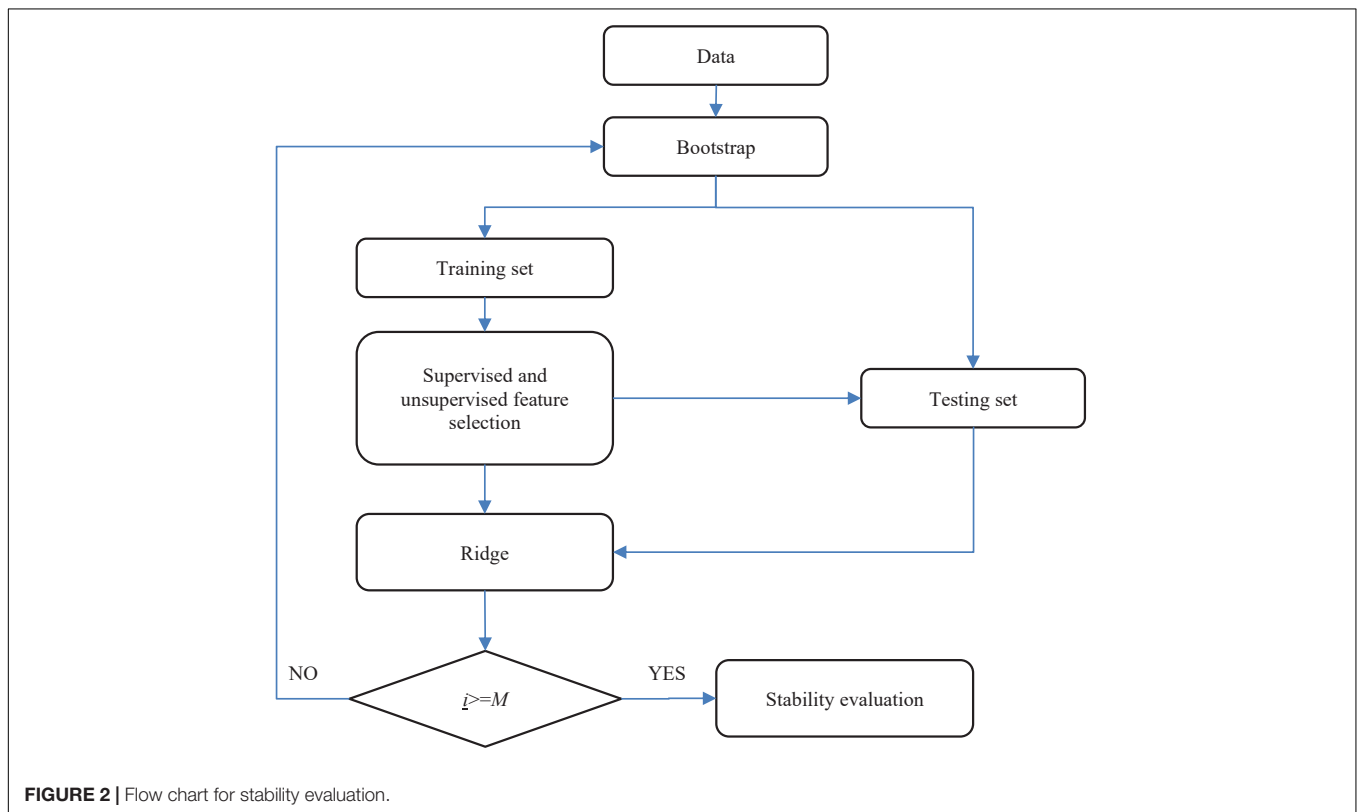 Data
Bootstrap
Training set
Supervised and
unsupervised feature
selection
Testing set
Ridge
NO
i>=M
YES
Stability evaluation
FIGURE 2 | Flow chart for stability evaluation.